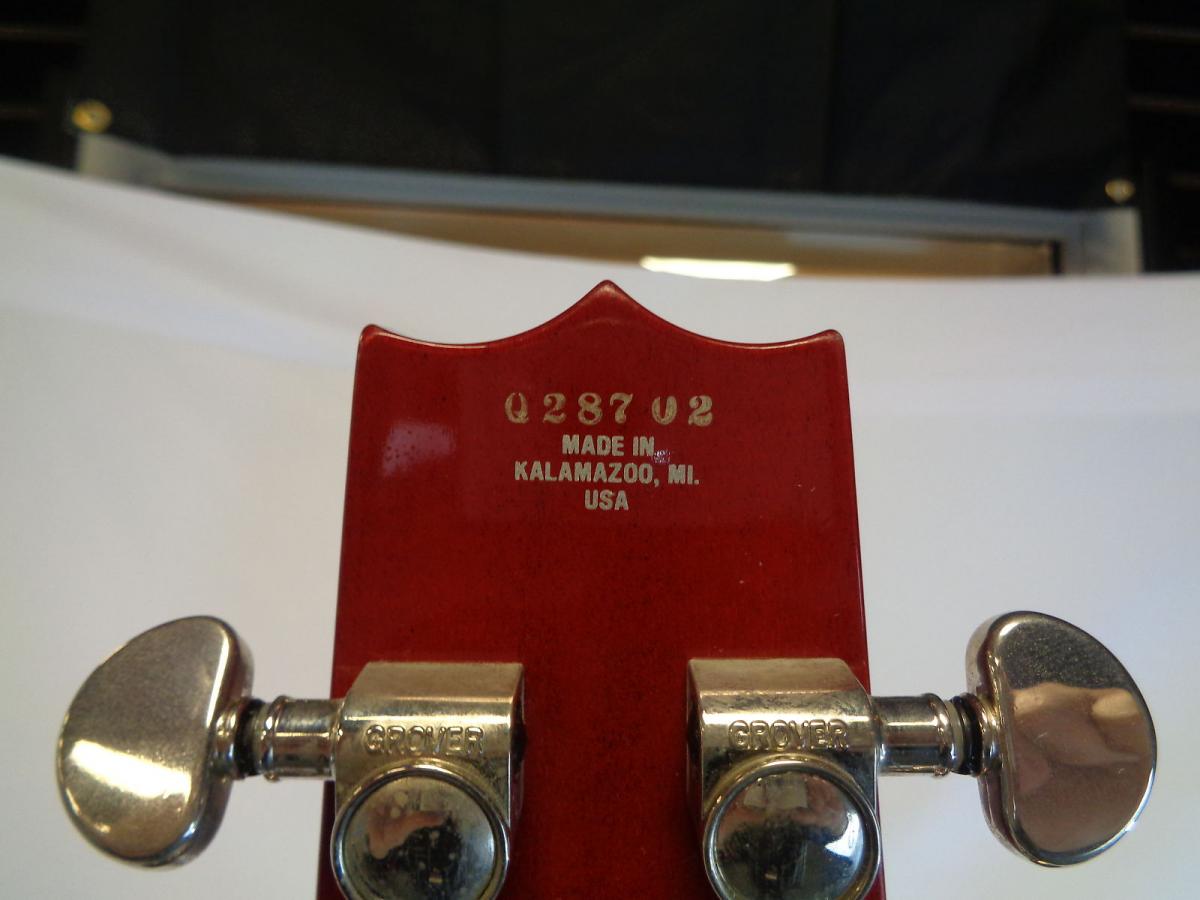 Q28702
MADE IN
KALAMAZOO, MI.
USA
GROVER
GROVER